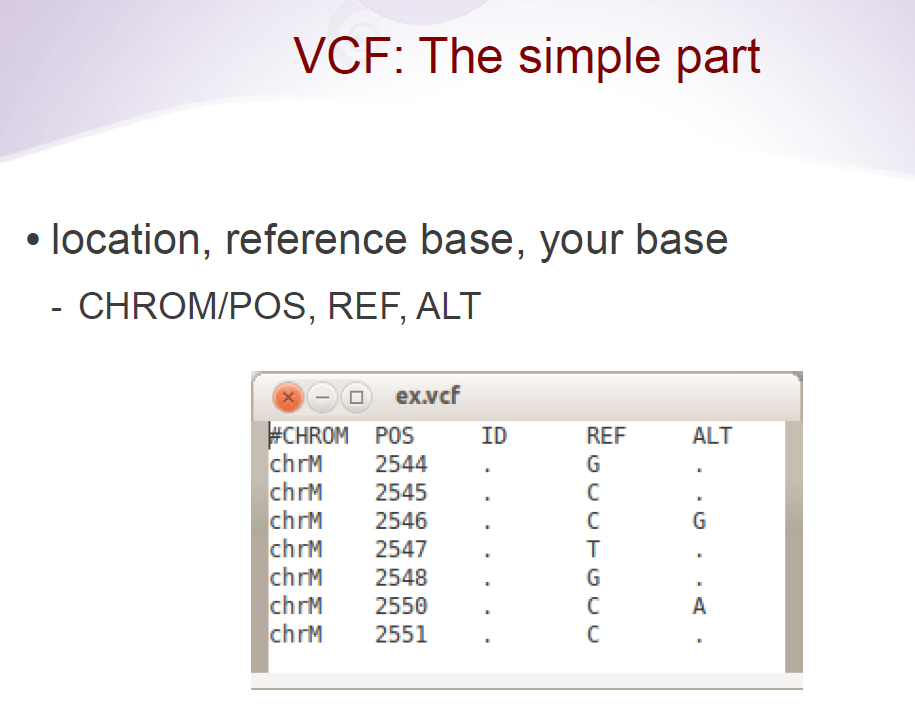 VCF: The simple part
• location, reference base, your base
- CHROM/POS, REF, ALT
ex.vcf
#CHROM POS ID REF ALT
chrM 2544 . G .
chrM 2545 . C .
chrM 2546 . C G
chrM 2547 . T .
chrM 2548 . G .
chrM 2550 . C A
chrM 2551 . C .